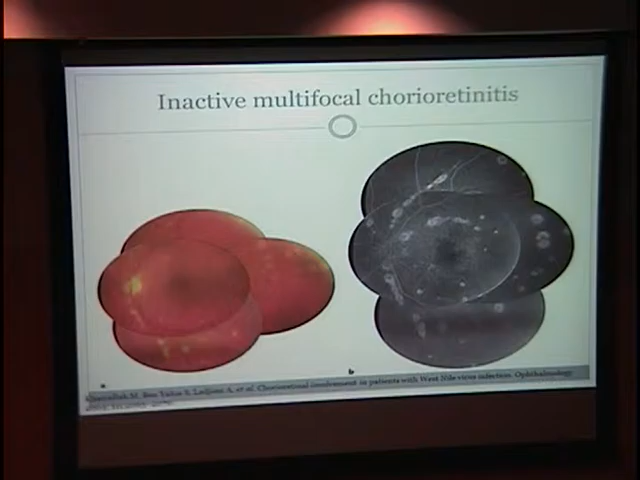 Inactive multifocal chorioretinitis
a
b
Khairallah M, Ben Yahia S, Ladjimi A, et al. Chorioretinal involvement in patients with West Nile virus infection. Ophthalmology